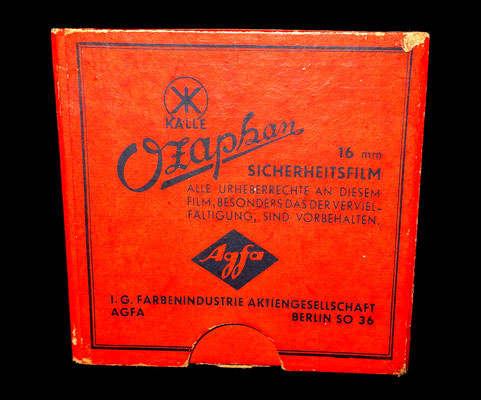 KALLE
Ozaphan
16 mm
SICHERHEITSFILM
ALLE URHEBERRECHTE AN DIESEM
FILM, BESONDERS DAS DER VERVIEL-
FÄLTIGUNG, SIND VORBEHALTEN.
Agfa
I. G. FARBENINDUSTRIE AKTIENGESELLSCHAFT
AGFA BERLIN SO 36